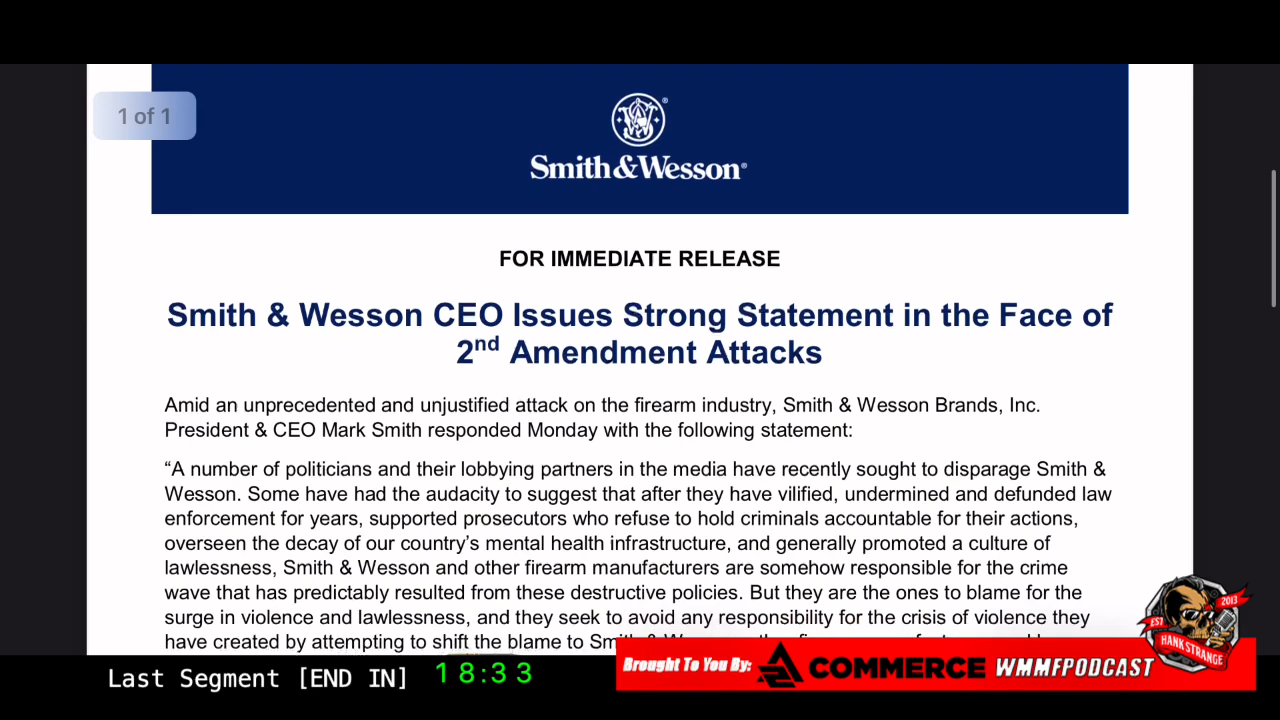 1 of 1
Smith & Wesson®
FOR IMMEDIATE RELEASE
Smith & Wesson CEO Issues Strong Statement in the Face of
2nd Amendment Attacks
Amid an unprecedented and unjustified attack on the firearm industry, Smith & Wesson Brands, Inc.
President & CEO Mark Smith responded Monday with the following statement:
“A number of politicians and their lobbying partners in the media have recently sought to disparage Smith &
Wesson. Some have had the audacity to suggest that after they have vilified, undermined and defunded law
enforcement for years, supported prosecutors who refuse to hold criminals accountable for their actions,
overseen the decay of our country’s mental health infrastructure, and generally promoted a culture of
lawlessness, Smith & Wesson and other firearm manufacturers are somehow responsible for the crime
wave that has predictably resulted from these destructive policies. But they are the ones to blame for the
surge in violence and lawlessness, and they seek to avoid any responsibility for the crisis of violence they
have created by attempting to shift the blame to
Last Segment [END IN] 18:33
Brought To You By: COMMERCE WMMFPODCAST
EST 2013
HANK STRANGE